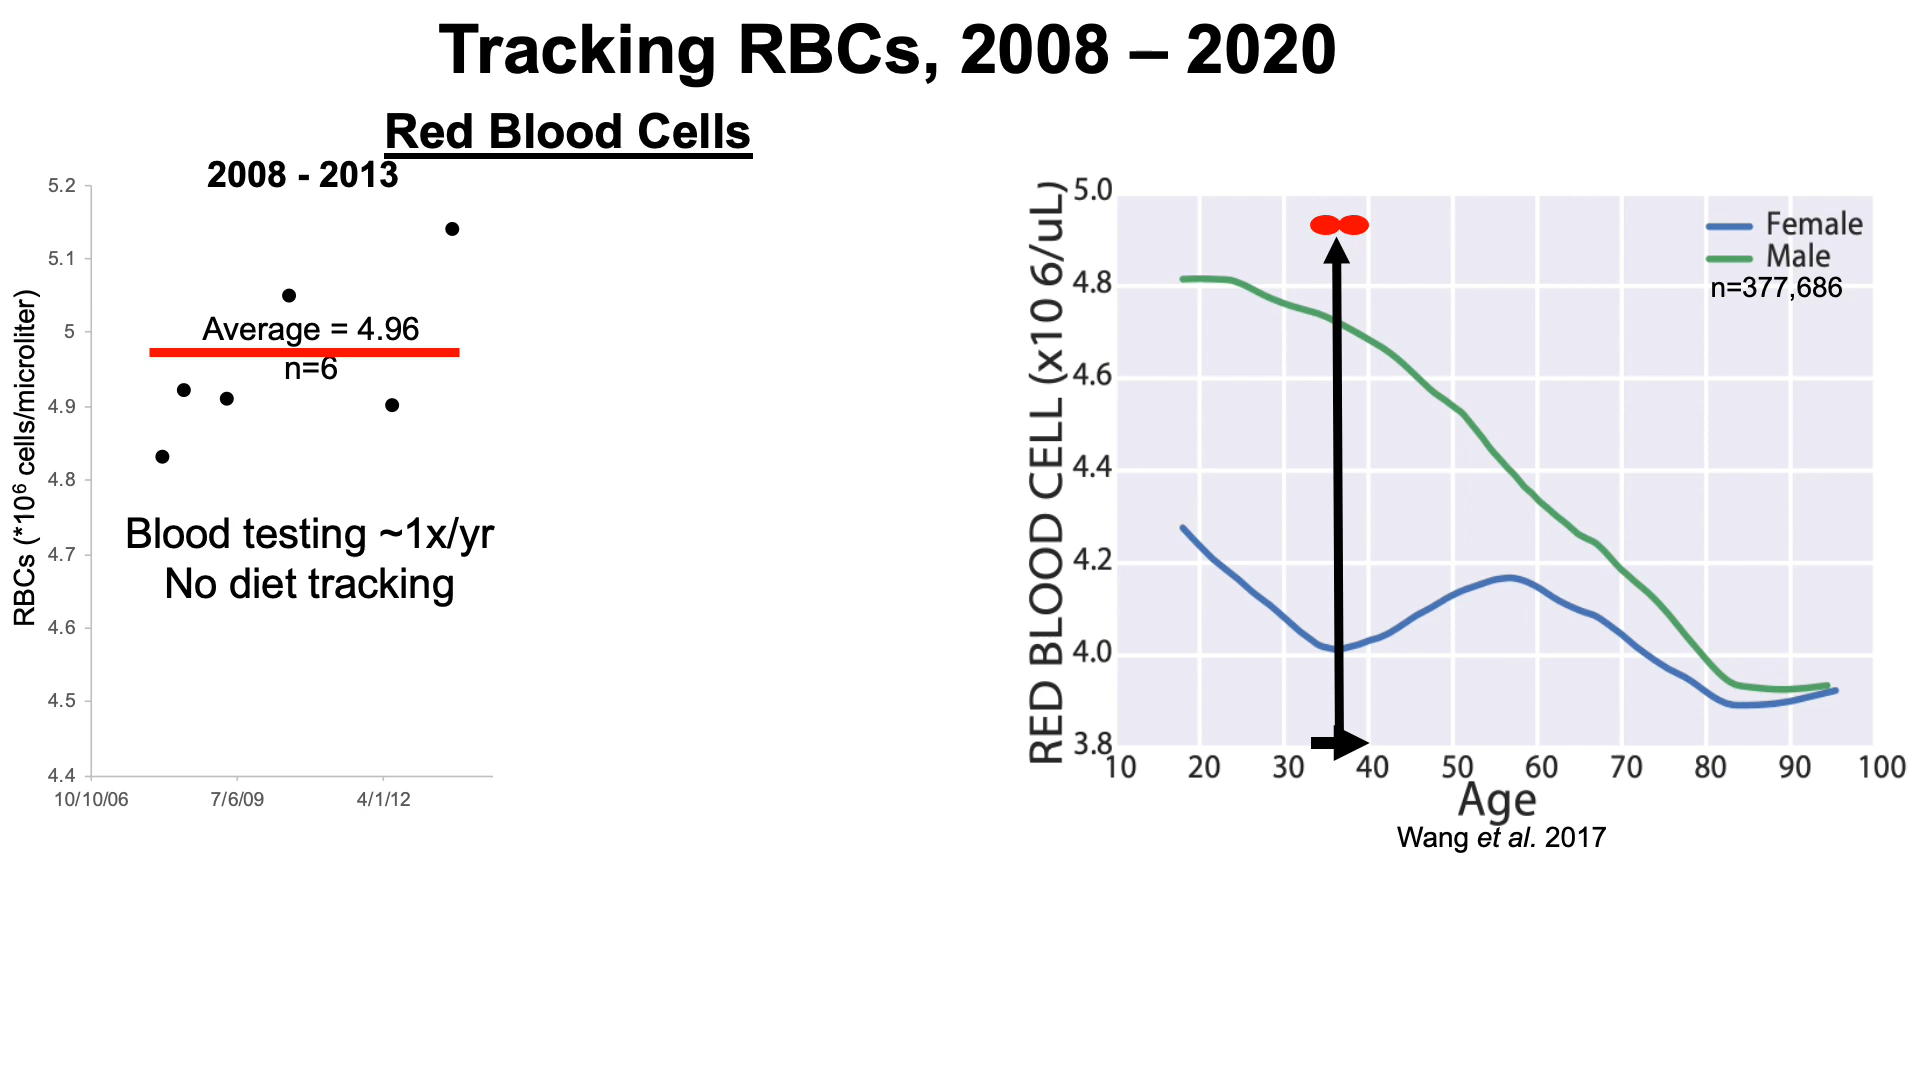 Tracking RBCs, 2008 – 2020
Red Blood Cells
2008 - 2013
RBCs (*10⁶ cells/microliter)
5.2
5.1
5
4.9
4.8
4.7
4.6
4.5
4.4
10/10/06
7/6/09
4/1/12
Average = 4.96
n=6
Blood testing ~1x/yr
No diet tracking
RED BLOOD CELL (x10 6/uL)
5.0
4.8
4.6
4.4
4.2
4.0
3.8
10 20 30 40 50 60 70 80 90 100
Age
Female
Male
n=377,686
Wang et al. 2017